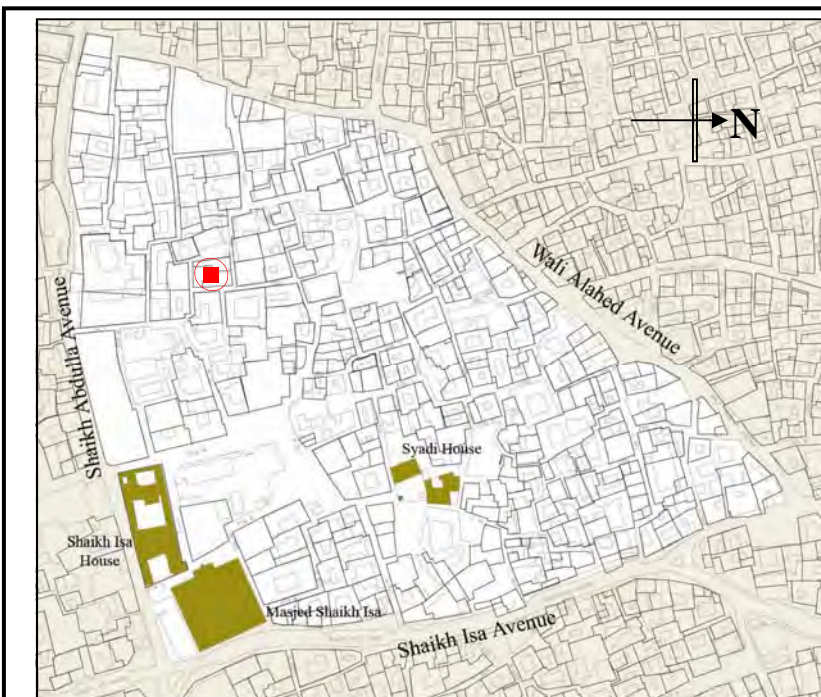 N
Wali Alahed Avenue
Shaikh Abdulla Avenue
Syadi House
Shaikh Isa
House
Masjed Shaikh Isa
Shaikh Isa Avenue